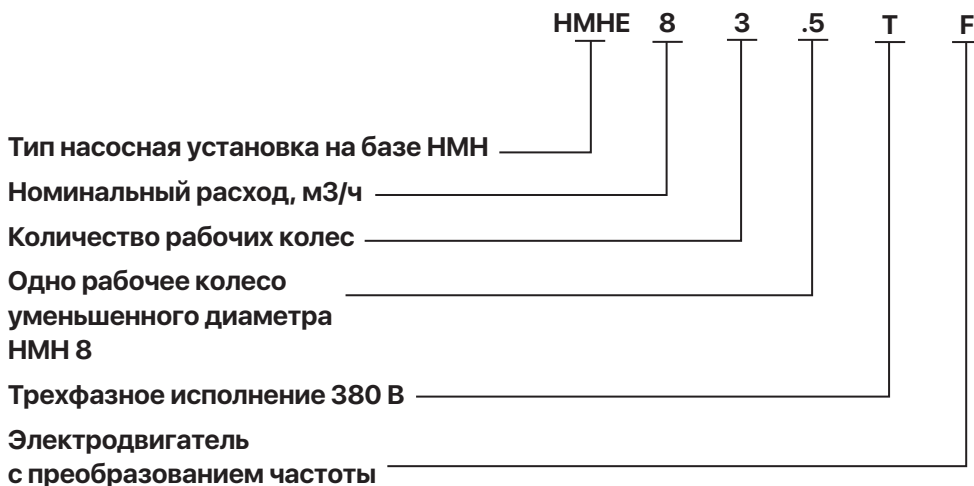 НМНЕ 8 3 .5 T F
Тип насосная установка на базе НМН
Номинальный расход, м3/ч
Количество рабочих колес
Одно рабочее колесо
уменьшенного диаметра
НМН 8
Трехфазное исполнение 380 В
Электродвигатель
с преобразованием частоты